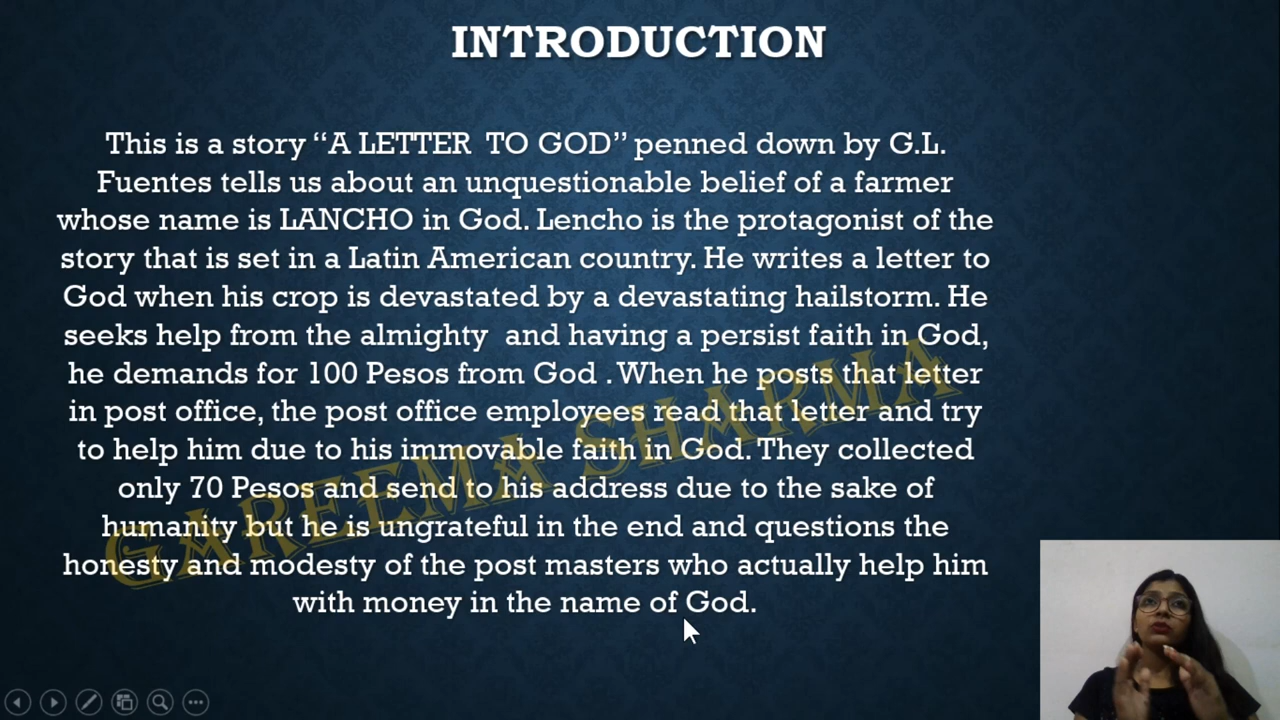 INTRODUCTION
This is a story “A LETTER TO GOD” penned down by G.L.
Fuentes tells us about an unquestionable belief of a farmer
whose name is LANCHO in God. Lencho is the protagonist of the
story that is set in a Latin American country. He writes a letter to
God when his crop is devastated by a devastating hailstorm. He
seeks help from the almighty and having a persist faith in God,
he demands for 100 Pesos from God . When he posts that letter
in post office, the post office employees read that letter and try
to help him due to his immovable faith in God. They collected
only 70 Pesos and send to his address due to the sake of
humanity but he is ungrateful in the end and questions the
honesty and modesty of the post masters who actually help him
with money in the name of God.
GAREEMA SHARMA